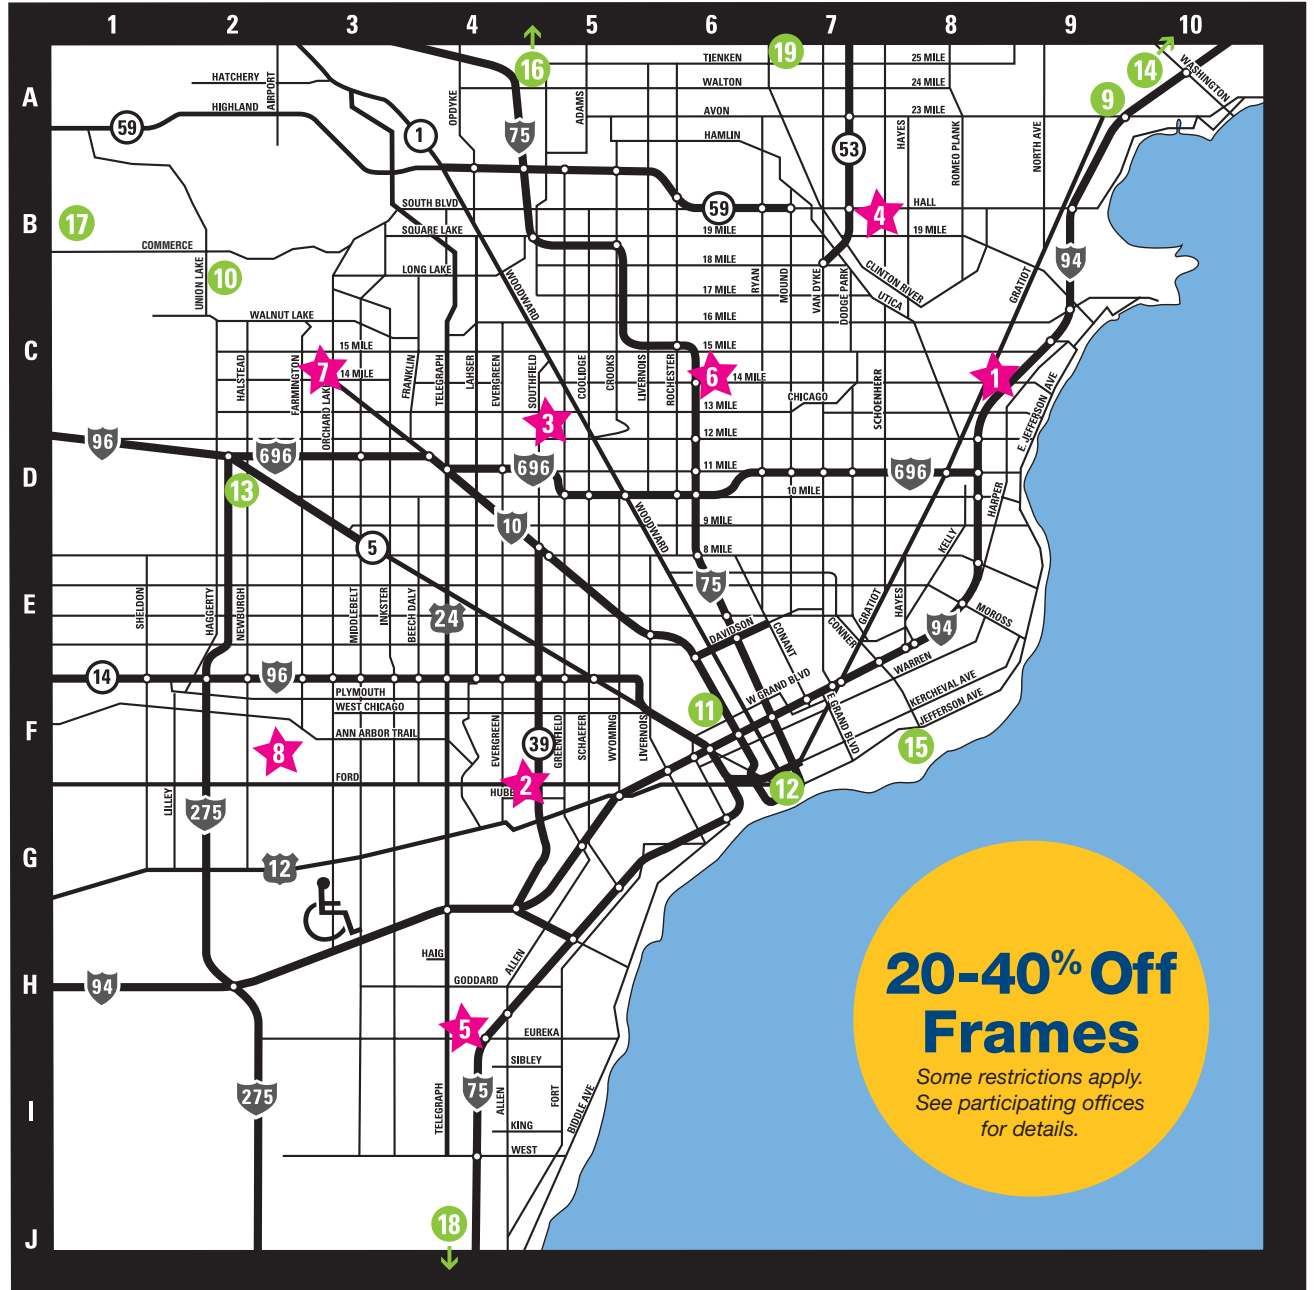 1 2 3 4 5 6 7 8 9 10
A
B
C
D
E
F
G
H
I
J
16
19
14
9
TIENKEN
25 MILE
WASHINGTON
HATCHERY
AIRPORT
WALTON
24 MILE
HIGHLAND
OPDYKE
ADAMS
AVON
23 MILE
59
1
75
HAMLIN
53
HAYES
ROMEO PLANK
NORTH AVE
17
SOUTH BLVD
59
4
HALL
SQUARE LAKE
19 MILE
19 MILE
COMMERCE
UNION LAKE
10
LONG LAKE
WOODWARD
18 MILE
RYAN
MOUND
VAN DYKE
DODGE PARK
CLINTON RIVER
UTICA
GRATIOT
94
17 MILE
WALNUT LAKE
16 MILE
15 MILE
15 MILE
HALSTEAD
FARMINGTON
7
ORCHARD LAKE
14 MILE
FRANKLIN
TELEGRAPH
LAHSER
EVERGREEN
SOUTHFIELD
COOLIDGE
CROOKS
LIVERNOIS
ROCHESTER
6
14 MILE
1
CHICAGO
SCHOENHERR
13 MILE
3
E. JEFFERSON AVE
12 MILE
96
696
696
11 MILE
696
13
10 MILE
10
WOODWARD
HARPER
9 MILE
5
8 MILE
KELLY
75
SHELDON
HAGGERTY
NEWBURGH
MIDDLEBELT
INKSTER
BEECH DALY
24
DAVIDSON
CONANT
CONNER
GRATIOT
HAYES
94
MOROSS
WARREN
14
96
PLYMOUTH
WEST CHICAGO
W GRAND BLVD
E GRAND BLVD
KERCHEVAL AVE
JEFFERSON AVE
11
ANN ARBOR TRAIL
EVERGREEN
39
GREENFIELD
SCHAEFER
WYOMING
LIVERNOIS
15
8
FORD
2
12
LILLEY
275
12
HAIG
ALLEN
94
GODDARD
5
EUREKA
SIBLEY
75
275
TELEGRAPH
ALLEN
FORT
BIDDLE AVE
KING
WEST
18
20-40% Off
Frames
Some restrictions apply.
See participating offices
for details.